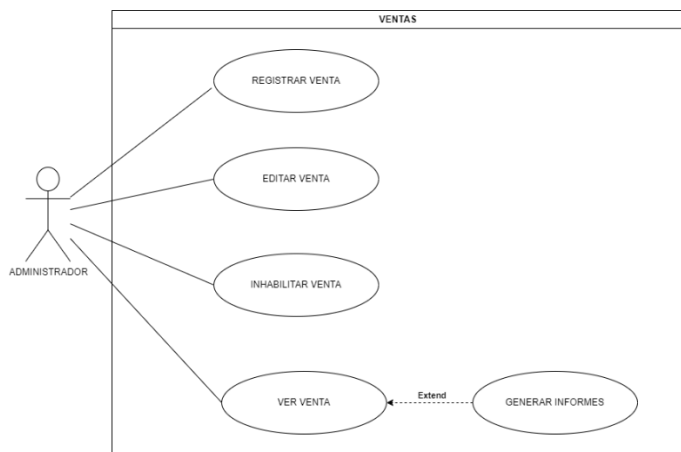 VENTAS
REGISTRAR VENTA
EDITAR VENTA
ADMINISTRADOR
INHABILITAR VENTA
Extend
VER VENTA
GENERAR INFORMES